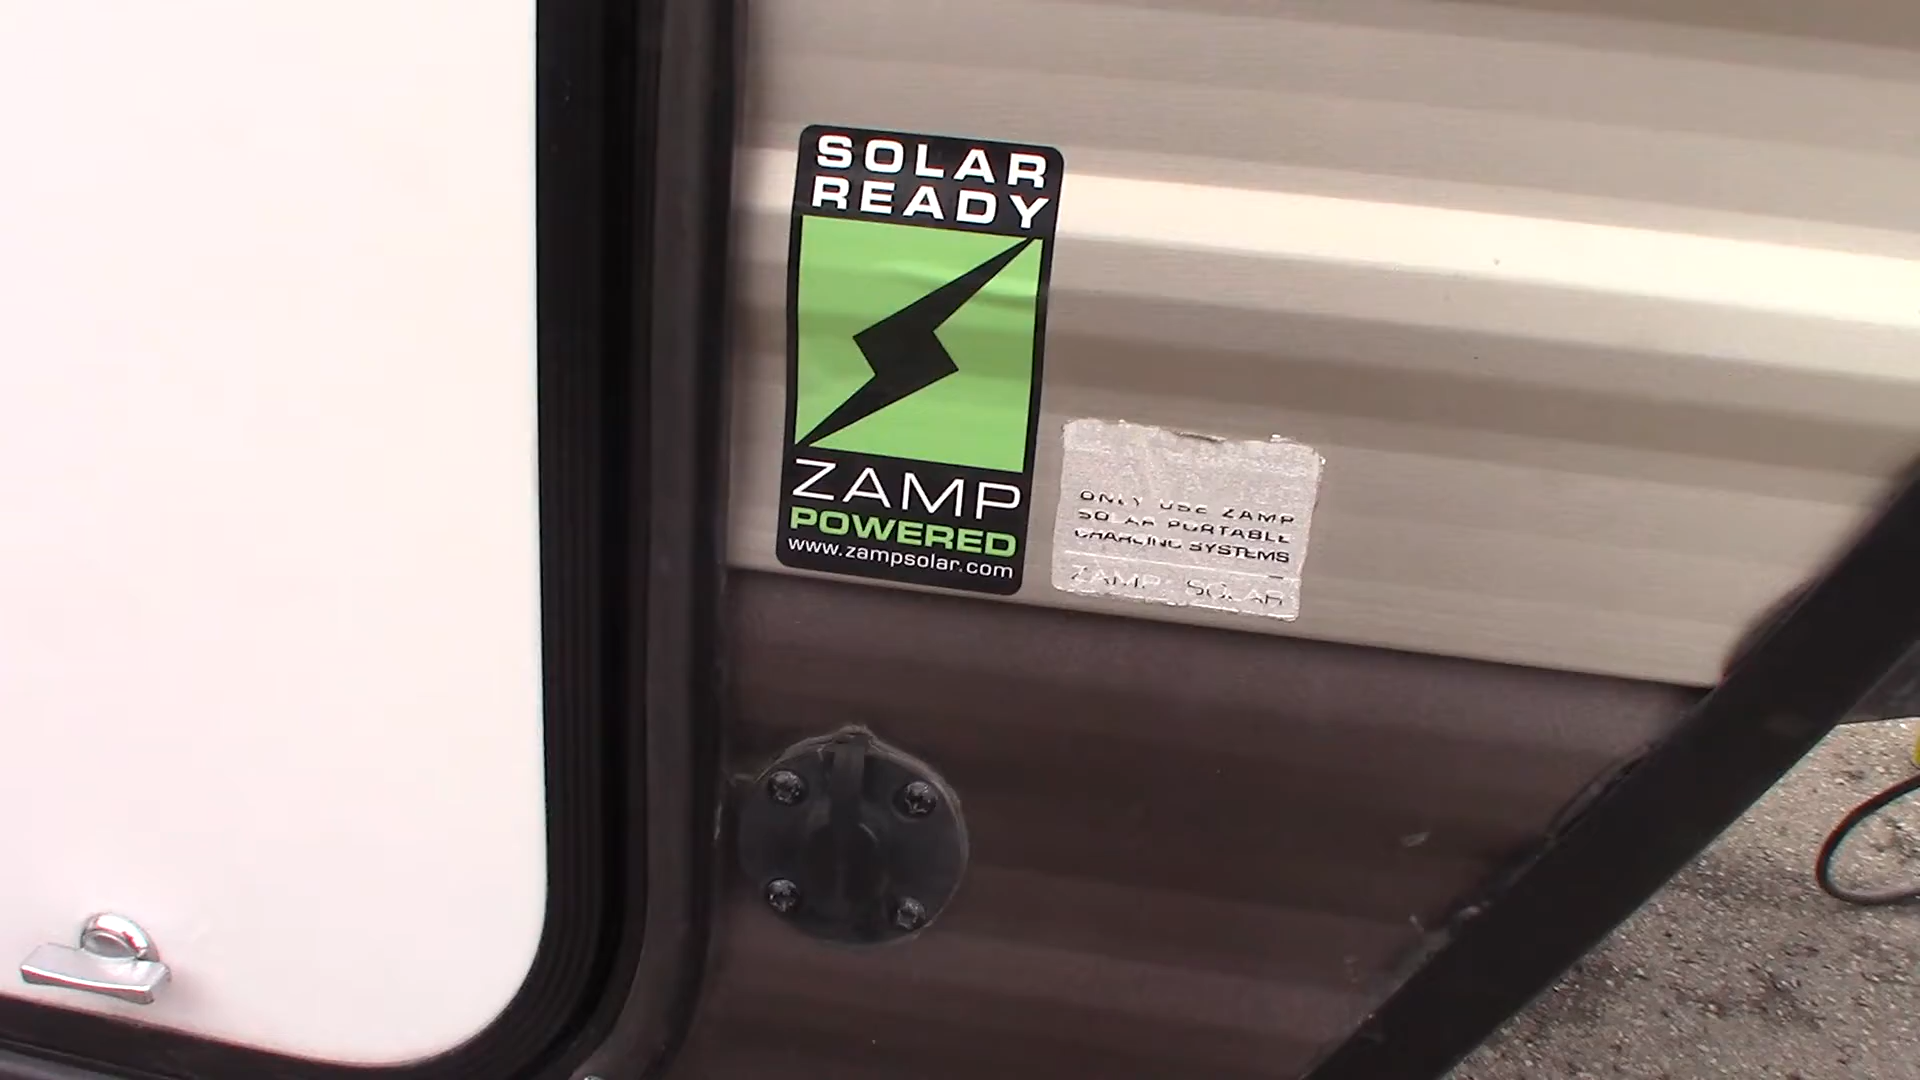 SOLAR
READY
ZAMP
POWERED
www.zampsolar.com
ONLY USE ZAMP
SOLAR PORTABLE
CHARGING SYSTEMS
ZAMP SOLAR